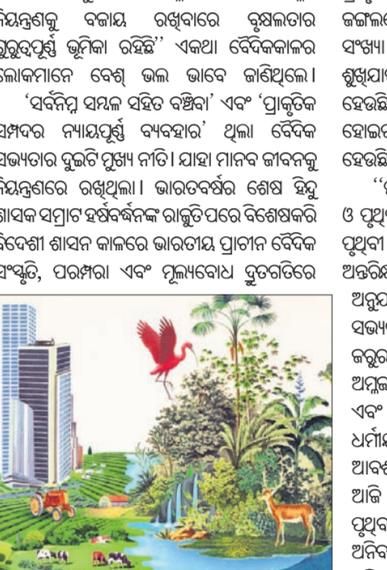 ନିୟନ୍ତ୍ରଣକୁ ବଜାୟ ରଖିବାରେ ବୃକ୍ଷଲତାର
ଗୁରୁତ୍ୱପୂର୍ଣ୍ଣ ଭୂମିକା ରହିଛି’’ ଏକଥା ବୈଦିକକାଳର
ଲୋକମାନେ ବେଶ୍ ଭଲ ଭାବେ ଜାଣିଥିଲେ।
‘ସର୍ବନିମ୍ନ ସମ୍ବଳ ସହିତ ବଞ୍ଚିବା’ ଏବଂ ‘ପ୍ରାକୃତିକ
ସମ୍ପଦର ନ୍ୟାୟପୂର୍ଣ୍ଣ ବ୍ୟବହାର’ ଥିଲା ବୈଦିକ
ସଭ୍ୟତାର ଦୁଇଟି ମୁଖ୍ୟ ନୀତି। ଯାହା ମାନବ ଜୀବନକୁ
ନିୟନ୍ତ୍ରଣରେ ରଖିଥିଲା। ଭାରତବର୍ଷର ଶେଷ ହିନ୍ଦୁ
ଶାସକ ସମ୍ରାଟ ହର୍ଷବର୍ଦ୍ଧନଙ୍କ ରାଜୁତିପରେ ବିଶେଷକରି
ବିଦେଶୀ ଶାସନ କାଳରେ ଭାରତୀୟ ପ୍ରାଚୀନ ବୈଦିକ
ସଂସ୍କୃତି, ପରମ୍ପରା ଏବଂ ମୂଲ୍ୟବୋଧ ଦ୍ରୁତଗତିରେ
ଜଙ୍ଗଲ
ସଂଖ୍ୟା
ହେଉଛି
ହୋଇ
ହେଉଛି
ଓ ପୃଥି
ପୃଥିବୀ
ଅନ୍ତରି
ଅନୁଯା
ସଭ୍ୟ
ଜରୁର
ଅମ୍ଳଜ
ଏବଂ
ଧର୍ମୀୟ
ଆବଶ
ଆଜି
ପୃଥିବ
ଅନିବ